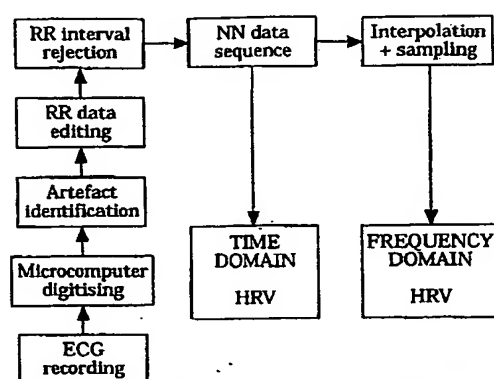 RR interval
rejection
NN data
sequence
Interpolation
+ sampling
RR data
editing
Artefact
identification
Microcomputer
digitising
ECG
recording
TIME
DOMAIN
HRV
FREQUENCY
DOMAIN
HRV